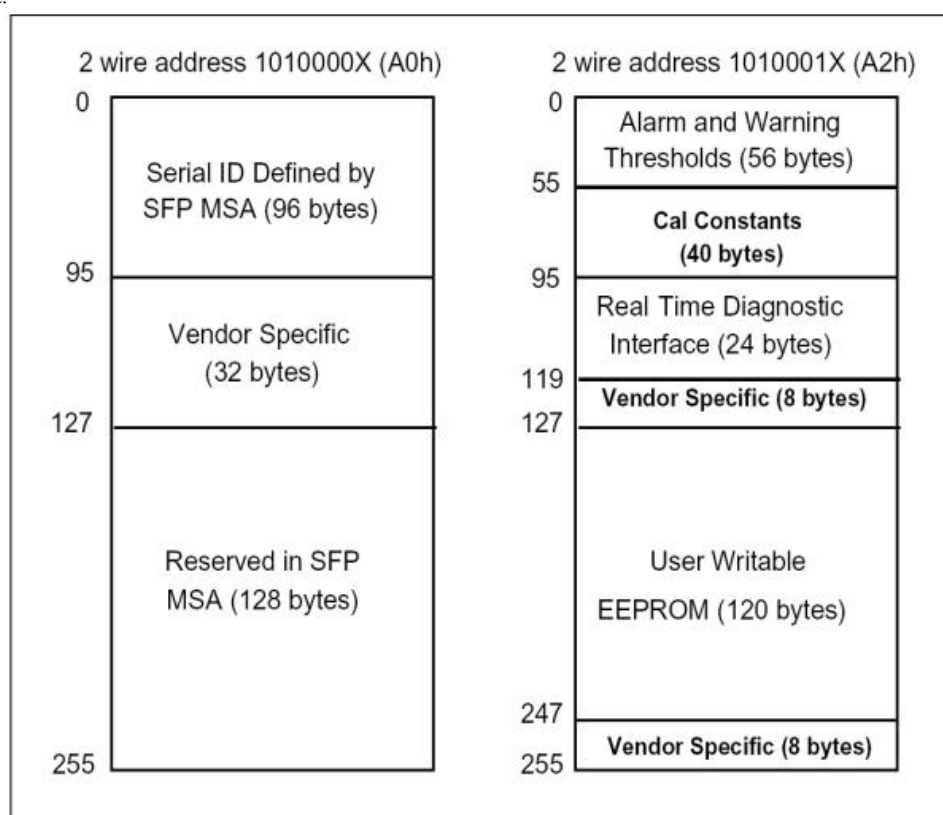 2 wire address 1010000X (A0h)
0
Serial ID Defined by
SFP MSA (96 bytes)
95
Vendor Specific
(32 bytes)
127
Reserved in SFP
MSA (128 bytes)
255
2 wire address 1010001X (A2h)
0
Alarm and Warning
Thresholds (56 bytes)
55
Cal Constants
(40 bytes)
95
Real Time Diagnostic
Interface (24 bytes)
119
Vendor Specific (8 bytes)
127
User Writable
EEPROM (120 bytes)
247
Vendor Specific (8 bytes)
255